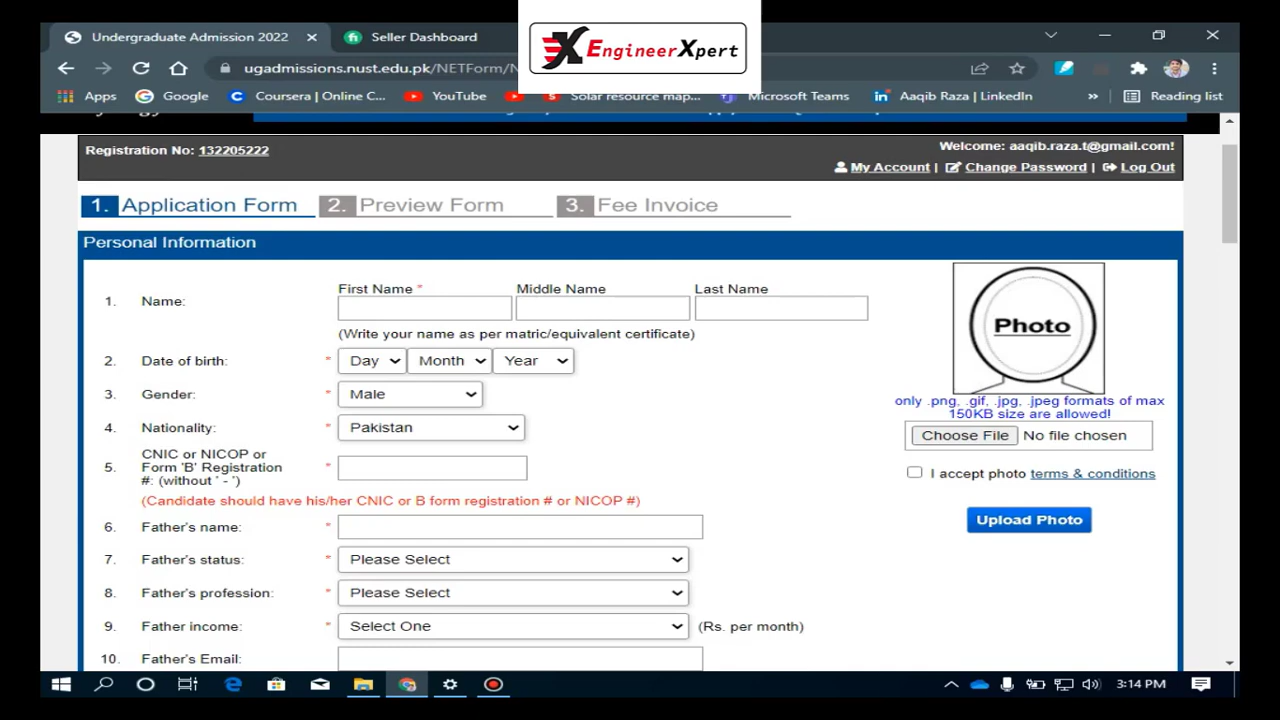 Undergraduate Admission 2022
Seller Dashboard
EngineerXpert
ugadmissions.nust.edu.pk/NETForm/N
Apps Google Coursera | Online C... YouTube Solar resource map... Microsoft Teams Aaqib Raza | LinkedIn » Reading list
Registration No: 132205222
Welcome: aaqib.raza.t@gmail.com!
My Account | Change Password | Log Out
1. Application Form 2. Preview Form 3. Fee Invoice
Personal Information
First Name * Middle Name Last Name
1. Name:
(Write your name as per matric/equivalent certificate)
2. Date of birth: * Day Month Year
3. Gender: * Male
4. Nationality: * Pakistan
CNIC or NICOP or
5. Form 'B' Registration *
#: (without ' - ')
(Candidate should have his/her CNIC or B form registration # or NICOP #)
6. Father's name: *
7. Father's status: * Please Select
8. Father's profession: * Please Select
9. Father income: * Select One (Rs. per month)
10. Father's Email:
Photo
only .png, .gif, .jpg, .jpeg formats of max
150KB size are allowed!
Choose File No file chosen
I accept photo terms & conditions
Upload Photo
3:14 PM